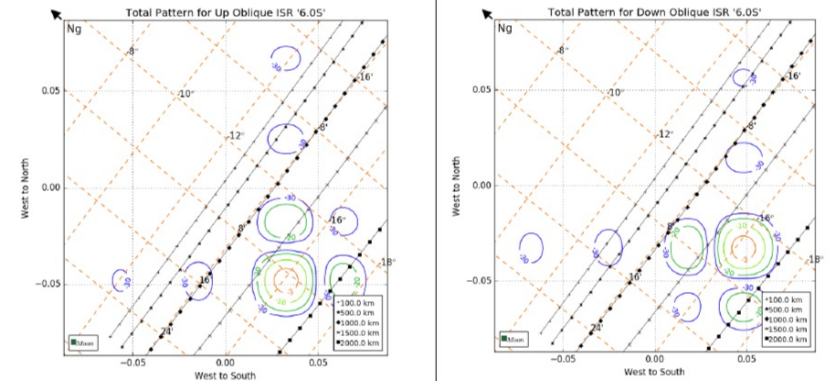 Total Pattern for Up Oblique ISR '6.0S'
Ng
-8°
-10°
-12°
16'
8'
-30
-30
0.05
0.00
−0.05
West to North
-30
-20
8'
-16°
-30
-30
-30
16'
-20
-10
-30
-20
-18°
24'
100.0 km
500.0 km
1000.0 km
1500.0 km
2000.0 km
Moon
−0.05
0.00
0.05
West to South
Total Pattern for Down Oblique ISR '6.0S'
Ng
-8°
-10°
-12°
16'
8'
-30
-30
0.05
0.00
−0.05
West to North
8'
-16°
-30
-30
-20
-10
-30
16'
-30
-30
-20
-18°
24'
100.0 km
500.0 km
1000.0 km
1500.0 km
2000.0 km
Moon
−0.05
0.00
0.05
West to South